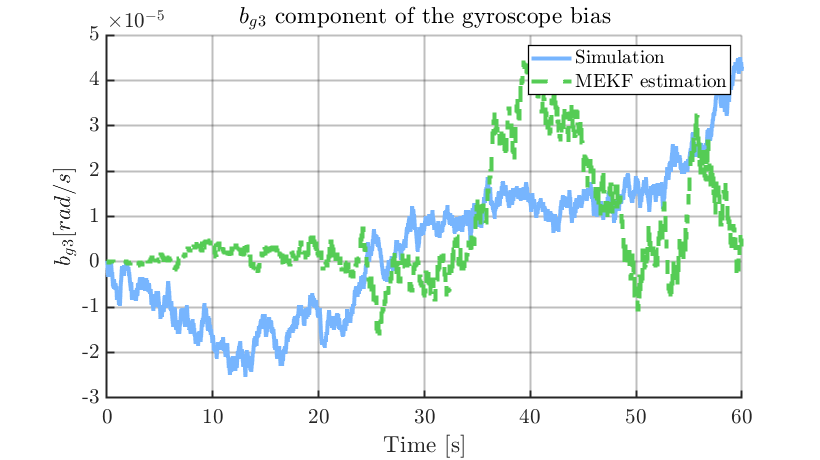 b_{g3} component of the gyroscope bias
×10⁻⁵
5
4
3
2
1
0
-1
-2
-3
b_{g3}[rad/s]
Simulation
MEKF estimation
0 10 20 30 40 50 60
Time [s]